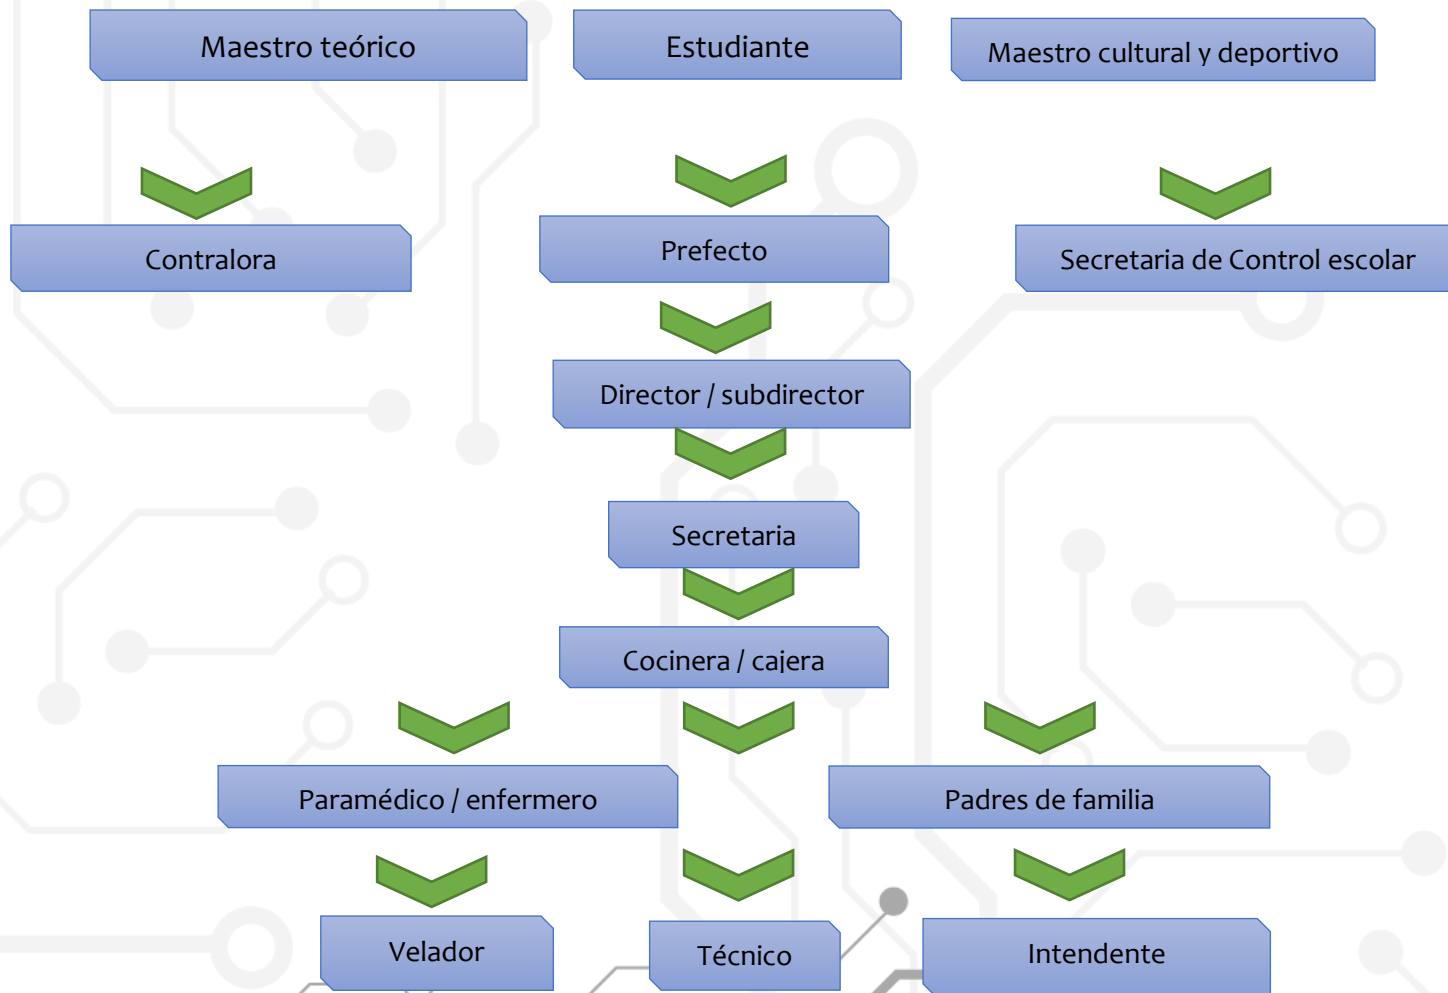 Maestro teórico
Estudiante
Maestro cultural y deportivo
Contralora
Prefecto
Secretaria de Control escolar
Director / subdirector
Secretaria
Cocinera / cajera
Paramédico / enfermero
Padres de familia
Velador
Técnico
Intendente